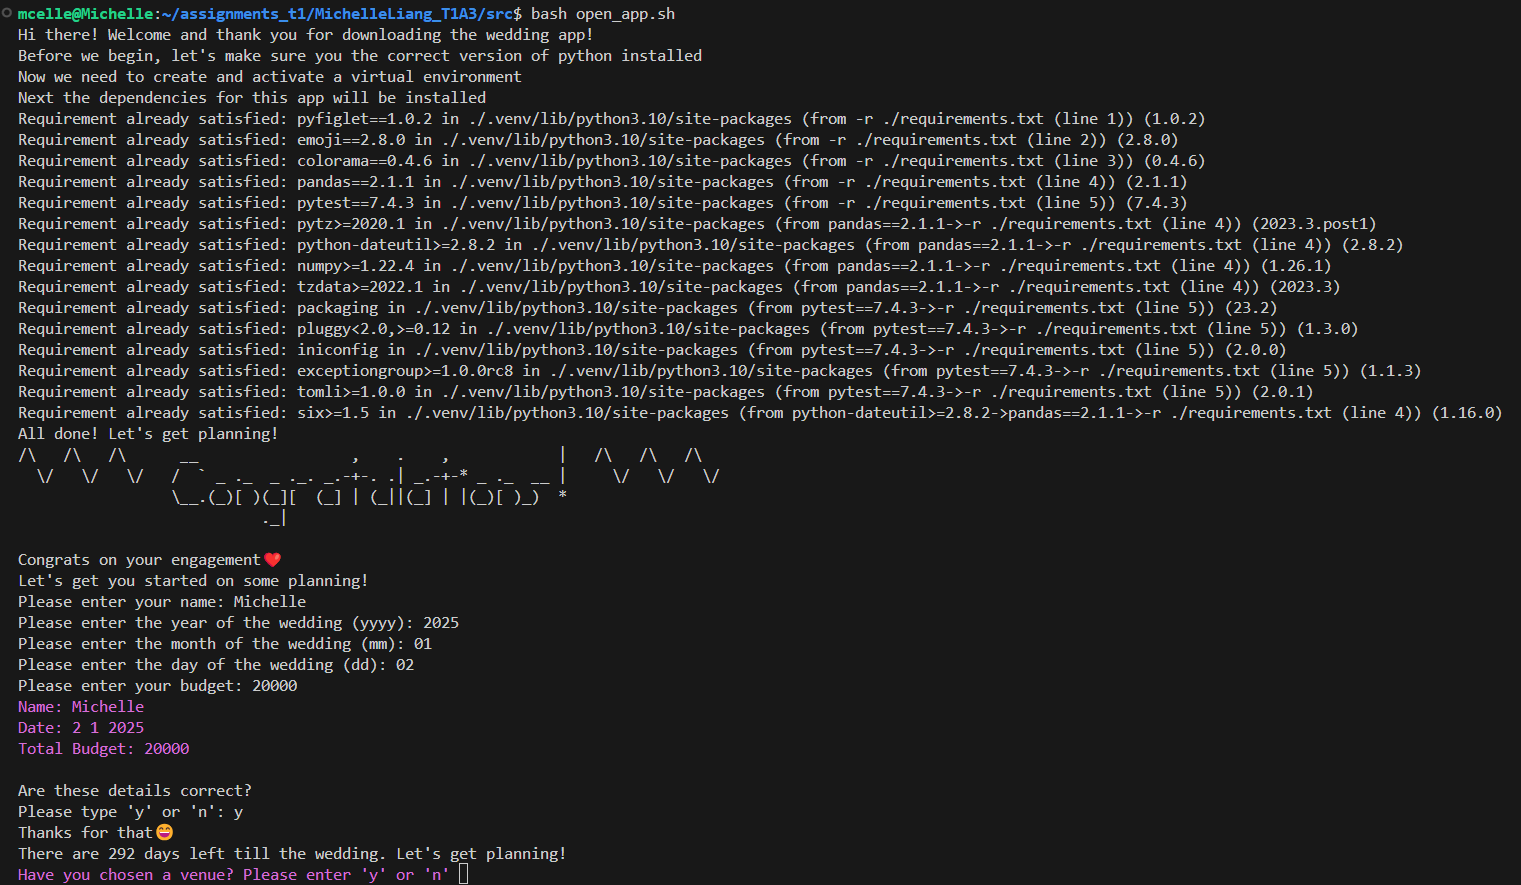 mcelle@Michelle:~/assignments_t1/MichelleLiang_T1A3/src$ bash open_app.sh
Hi there! Welcome and thank you for downloading the wedding app!
Before we begin, let's make sure you the correct version of python installed
Now we need to create and activate a virtual environment
Next the dependencies for this app will be installed
Requirement already satisfied: pyfiglet==1.0.2 in ./.venv/lib/python3.10/site-packages (from -r ./requirements.txt (line 1)) (1.0.2)
Requirement already satisfied: emoji==2.8.0 in ./.venv/lib/python3.10/site-packages (from -r ./requirements.txt (line 2)) (2.8.0)
Requirement already satisfied: colorama==0.4.6 in ./.venv/lib/python3.10/site-packages (from -r ./requirements.txt (line 3)) (0.4.6)
Requirement already satisfied: pandas==2.1.1 in ./.venv/lib/python3.10/site-packages (from -r ./requirements.txt (line 4)) (2.1.1)
Requirement already satisfied: pytest==7.4.3 in ./.venv/lib/python3.10/site-packages (from -r ./requirements.txt (line 5)) (7.4.3)
Requirement already satisfied: pytz>=2020.1 in ./.venv/lib/python3.10/site-packages (from pandas==2.1.1->-r ./requirements.txt (line 4)) (2023.3.post1)
Requirement already satisfied: python-dateutil>=2.8.2 in ./.venv/lib/python3.10/site-packages (from pandas==2.1.1->-r ./requirements.txt (line 4)) (2.8.2)
Requirement already satisfied: numpy>=1.22.4 in ./.venv/lib/python3.10/site-packages (from pandas==2.1.1->-r ./requirements.txt (line 4)) (1.26.1)
Requirement already satisfied: tzdata>=2022.1 in ./.venv/lib/python3.10/site-packages (from pandas==2.1.1->-r ./requirements.txt (line 4)) (2023.3)
Requirement already satisfied: packaging in ./.venv/lib/python3.10/site-packages (from pytest==7.4.3->-r ./requirements.txt (line 5)) (23.2)
Requirement already satisfied: pluggy<2.0,>=0.12 in ./.venv/lib/python3.10/site-packages (from pytest==7.4.3->-r ./requirements.txt (line 5)) (1.3.0)
Requirement already satisfied: iniconfig in ./.venv/lib/python3.10/site-packages (from pytest==7.4.3->-r ./requirements.txt (line 5)) (2.0.0)
Requirement already satisfied: exceptiongroup>=1.0.0rc8 in ./.venv/lib/python3.10/site-packages (from pytest==7.4.3->-r ./requirements.txt (line 5)) (1.1.3)
Requirement already satisfied: tomli>=1.0.0 in ./.venv/lib/python3.10/site-packages (from pytest==7.4.3->-r ./requirements.txt (line 5)) (2.0.1)
Requirement already satisfied: six>=1.5 in ./.venv/lib/python3.10/site-packages (from python-dateutil>=2.8.2->pandas==2.1.1->-r ./requirements.txt (line 4)) (1.16.0)
All done! Let's get planning!
/\   /\   /\      __                 ,    .    ,            |   /\   /\   /\
  \/   \/   \/   /  ` _ ._  _ ._. _.-+-. .| _.-+-* _ ._  __ |     \/   \/   \/
                 \__.(_)[ )(_][  (_] | (_||(_] | |(_)[ )_)  *
                           ._|
Congrats on your engagement❤️
Let's get you started on some planning!
Please enter your name: Michelle
Please enter the year of the wedding (yyyy): 2025
Please enter the month of the wedding (mm): 01
Please enter the day of the wedding (dd): 02
Please enter your budget: 20000
Name: Michelle
Date: 2 1 2025
Total Budget: 20000
Are these details correct?
Please type 'y' or 'n': y
Thanks for that😄
There are 292 days left till the wedding. Let's get planning!
Have you chosen a venue? Please enter 'y' or 'n'